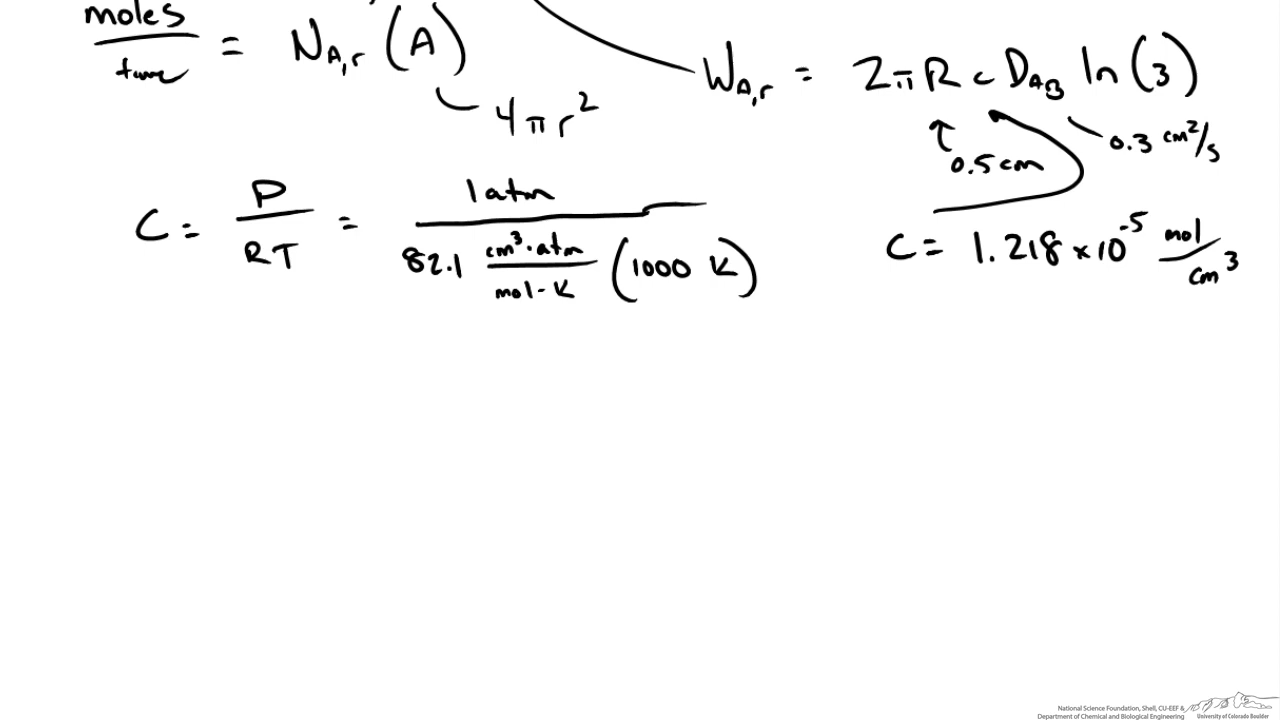 moles / time = N_A,r (A)
4πr²
W_A,r = 2πR c D_AB ln(3)
0.5 cm
0.3 cm²/s
C = P / RT = 1 atm / 82.1 cm³·atm / mol·K (1000 K)
C = 1.218 × 10⁻⁵ mol / cm³
National Science Foundation, Shell, CU-EEF &
Department of Chemical and Biological Engineering
University of Colorado Boulder